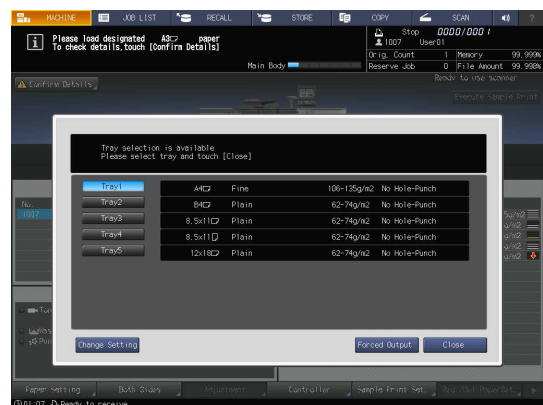 MACHINE JOB LIST RECALL STORE COPY SCAN ?
Please load designated A3 paper
To check details,touch [Confirm Details]
Stop 0000/0001
1007 User01
Main Body
Orig. Count 1 Memory 99.999%
Reserve Job 0 File Amount 99.998%
Confirm Details
Ready to use scanner
Execute Sample Print
Tray selection is available
Please select tray and touch [Close]
Tray1 A4 Fine 106-135g/m2 No Hole-Punch
Tray2 B4 Plain 62-74g/m2 No Hole-Punch
Tray3 8.5x11 Plain 62-74g/m2 No Hole-Punch
Tray4 8.5x11 Plain 62-74g/m2 No Hole-Punch
Tray5 12x18 Plain 62-74g/m2 No Hole-Punch
No.
1007
g/m2
g/m2
g/m2
g/m2
Change Setting Forced Output Close
Paper Setting Both Sides Adjustment Controller Sample Print Set.
01:07 Ready to receive